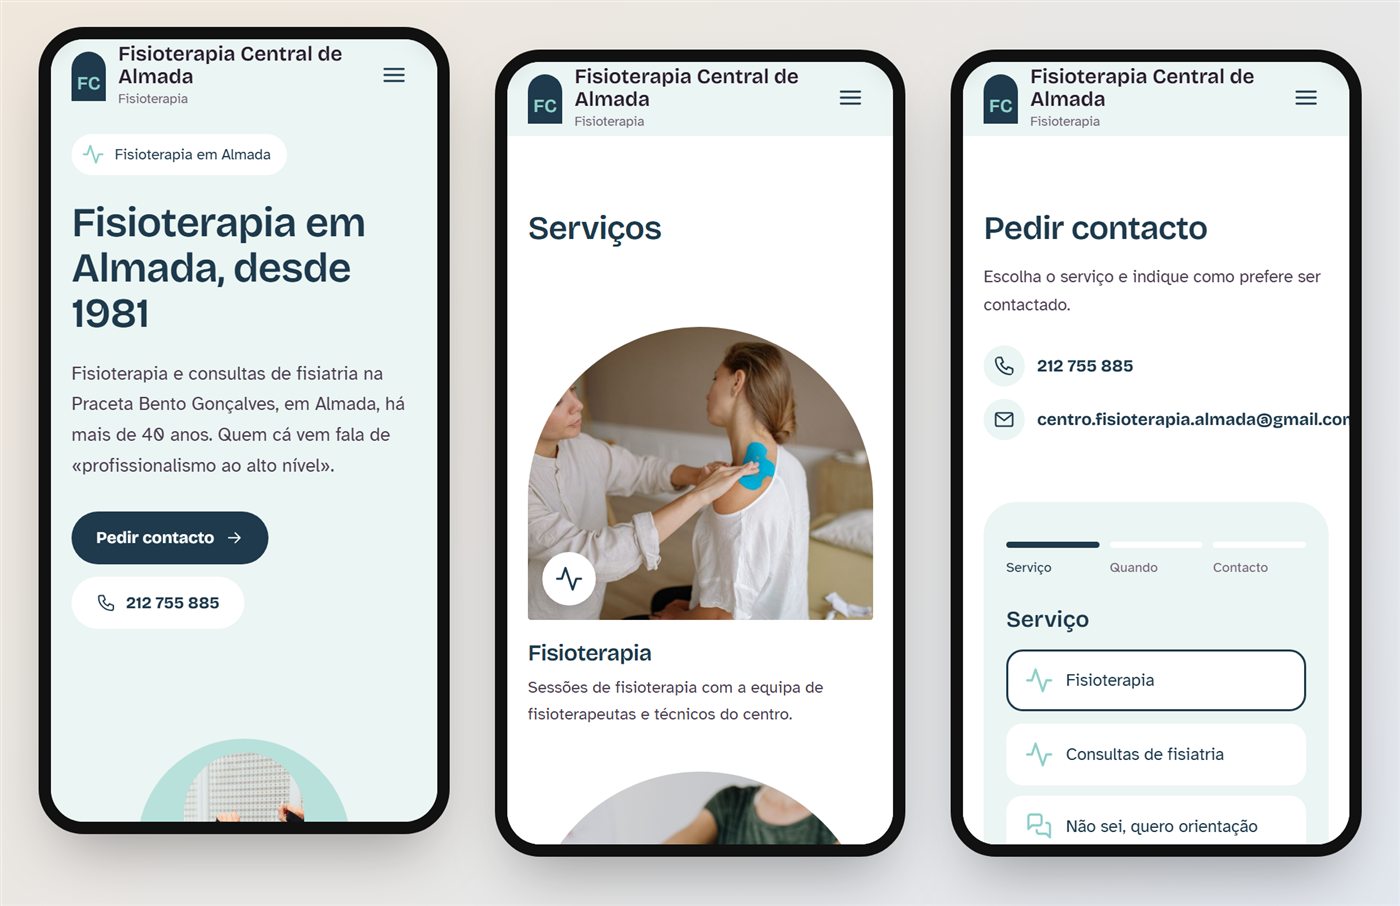 Fisioterapia Central de
Almada
Fisioterapia
FC
Fisioterapia em Almada
Fisioterapia em
Almada, desde
1981
Fisioterapia e consultas de fisiatria na
Praceta Bento Gonçalves, em Almada, há
mais de 40 anos. Quem cá vem fala de
«profissionalismo ao alto nível».
Pedir contacto
212 755 885
Fisioterapia Central de
Almada
Fisioterapia
FC
Serviços
Fisioterapia
Sessões de fisioterapia com a equipa de
fisioterapeutas e técnicos do centro.
Fisioterapia Central de
Almada
Fisioterapia
FC
Pedir contacto
Escolha o serviço e indique como prefere ser
contactado.
212 755 885
centro.fisioterapia.almada@gmail.com
Serviço
Quando
Contacto
Serviço
Fisioterapia
Consultas de fisiatria
Não sei, quero orientação